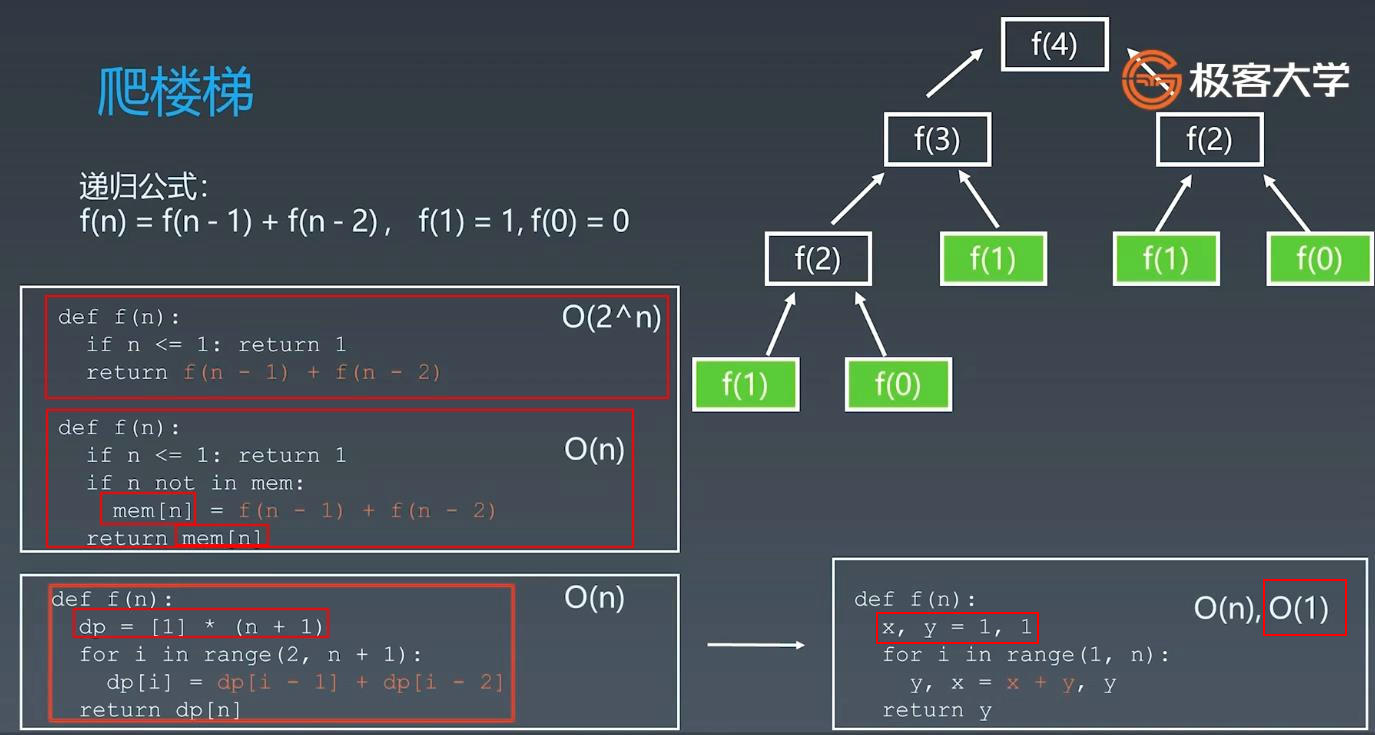 爬楼梯
极客大学
递归公式：
f(n) = f(n - 1) + f(n - 2) ,   f(1) = 1, f(0) = 0
f(4)
f(3)
f(2)
f(2)
f(1)
f(1)
f(0)
f(1)
f(0)
def f(n):
  if n <= 1: return 1
  return f(n - 1) + f(n - 2)
O(2^n)
def f(n):
  if n <= 1: return 1
  if n not in mem:
    mem[n] = f(n - 1) + f(n - 2)
  return mem[n]
O(n)
def f(n):
  dp = [1] * (n + 1)
  for i in range(2, n + 1):
    dp[i] = dp[i - 1] + dp[i - 2]
  return dp[n]
O(n)
def f(n):
  x, y = 1, 1
  for i in range(1, n):
    y, x = x + y, y
  return y
O(n), O(1)